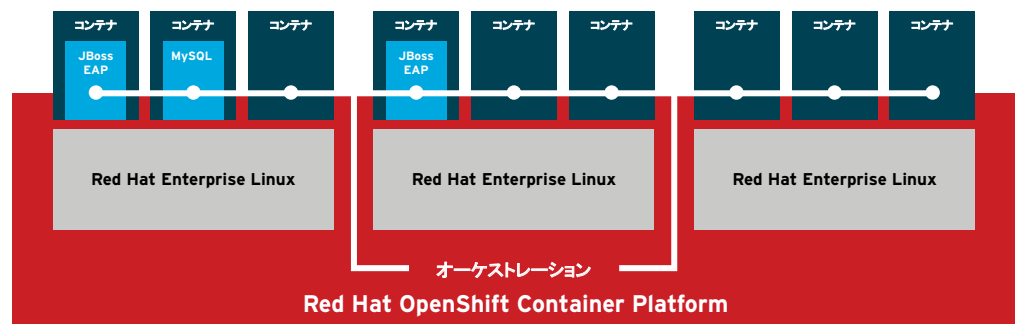 コンテナ
コンテナ
コンテナ
コンテナ
コンテナ
コンテナ
コンテナ
コンテナ
コンテナ
JBoss
EAP
MySQL
JBoss
EAP
Red Hat Enterprise Linux
Red Hat Enterprise Linux
Red Hat Enterprise Linux
オーケストレーション
Red Hat OpenShift Container Platform